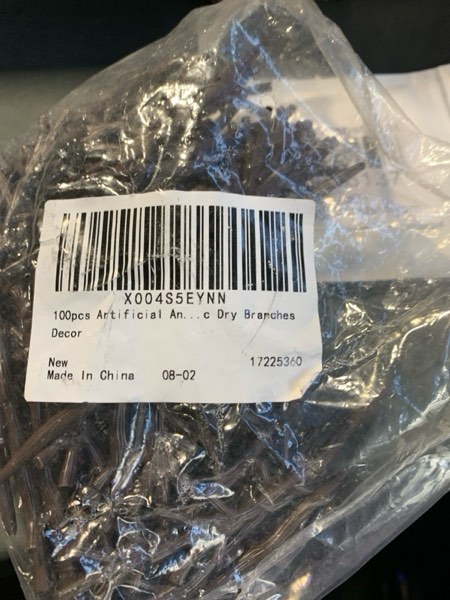 X004S5EYNN
100pcs Artificial An...c Dry Branches
Decor
New 17225360
Made In China 08-02